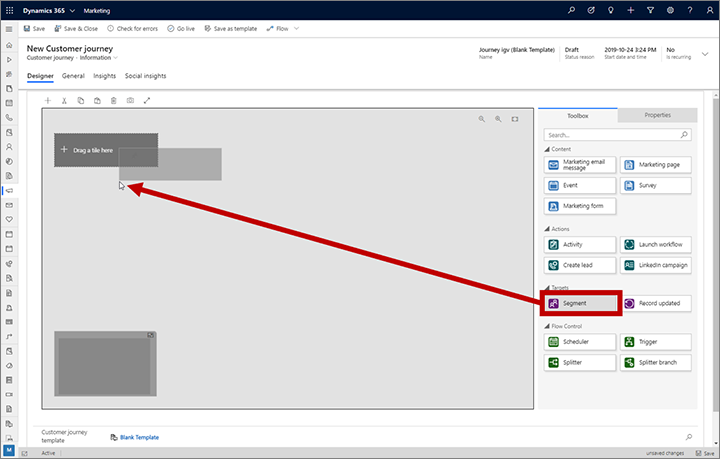 Dynamics 365 Marketing
Save Save & Close Check for errors Go live Save as template Flow
New Customer journey
Customer journey · Information
Journey igv (Blank Template)
Name
Draft
Status reason
2019-10-24 3:24 PM
Start date and time
No
Is recurring
Designer General Insights Social insights
Toolbox Properties
Drag a tile here
Search...
Content
Marketing email message
Marketing page
Event
Survey
Marketing form
Actions
Activity
Launch workflow
Create lead
LinkedIn campaign
Targets
Segment
Record updated
Flow Control
Scheduler
Trigger
Splitter
Splitter branch
Customer journey
template
Blank Template
M
Active
unsaved changes
Save